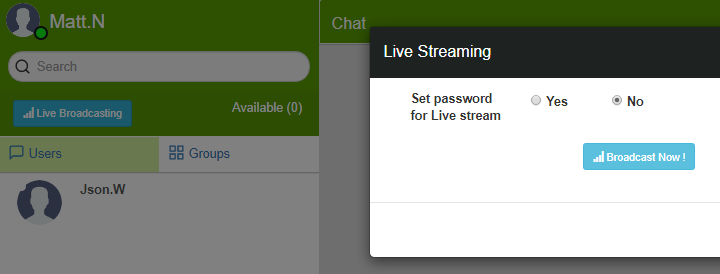 Matt.N
Search
Live Broadcasting
Available (0)
Users
Groups
Json.W
Chat
Live Streaming
Set password
for Live stream
Yes
No
Broadcast Now !